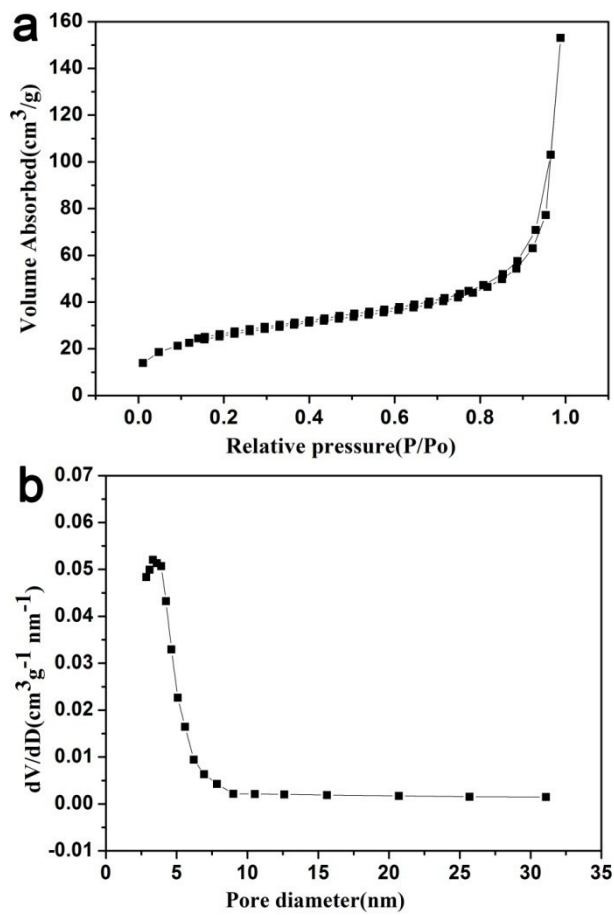 a
160
140
120
100
80
60
40
20
0
Volume Absorbed(cm³/g)
0.0 0.2 0.4 0.6 0.8 1.0
Relative pressure(P/Po)
b
0.07
0.06
0.05
0.04
0.03
0.02
0.01
0.00
-0.01
dV/dD(cm³g⁻¹ nm⁻¹)
0 5 10 15 20 25 30 35
Pore diameter(nm)